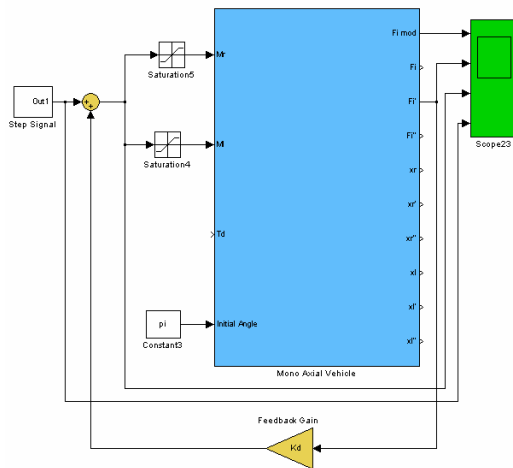 Fi mod
Mr
Fi
Saturation5
Out1
+
+
Fi'
Step Signal
Scope23
Fi''
Ml
Saturation4
xr
xr'
Td
xr''
xl
xl'
pi
Initial Angle
Constant3
xl''
Mono Axial Vehicle
Feedback Gain
Kd